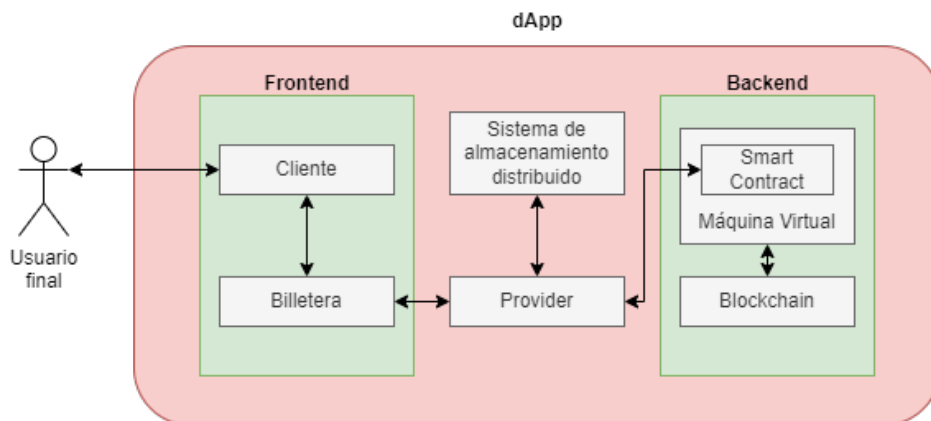 dApp
Frontend
Backend
Cliente
Sistema de
almacenamiento
distribuido
Smart
Contract
Máquina Virtual
Usuario
final
Billetera
Provider
Blockchain